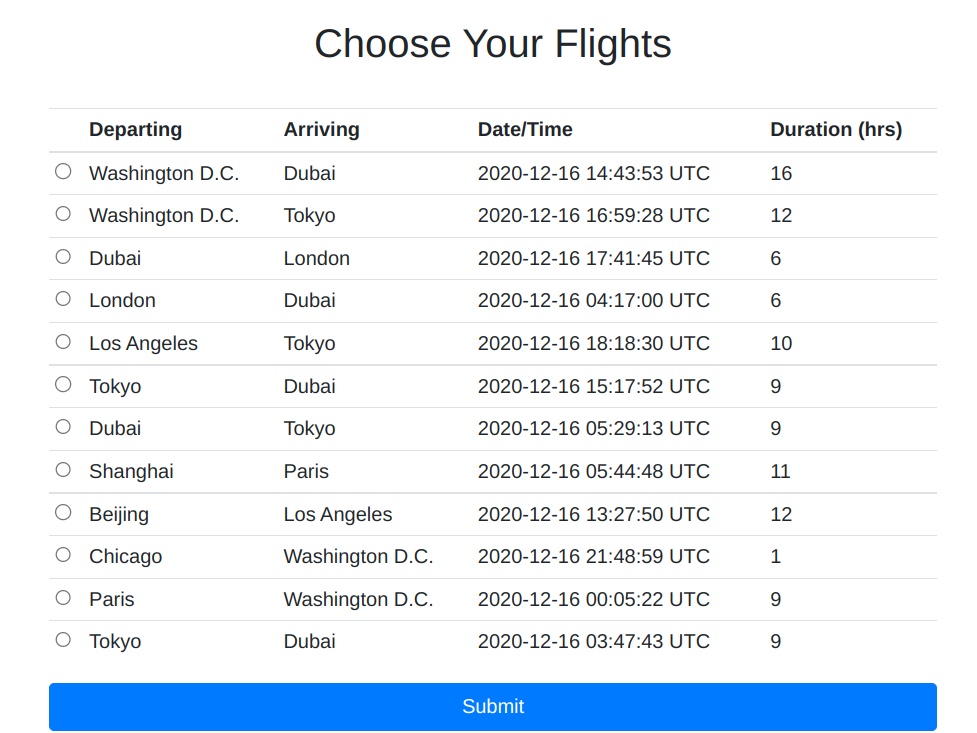 Choose Your Flights
Departing Arriving Date/Time Duration (hrs)
Washington D.C. Dubai 2020-12-16 14:43:53 UTC 16
Washington D.C. Tokyo 2020-12-16 16:59:28 UTC 12
Dubai London 2020-12-16 17:41:45 UTC 6
London Dubai 2020-12-16 04:17:00 UTC 6
Los Angeles Tokyo 2020-12-16 18:18:30 UTC 10
Tokyo Dubai 2020-12-16 15:17:52 UTC 9
Dubai Tokyo 2020-12-16 05:29:13 UTC 9
Shanghai Paris 2020-12-16 05:44:48 UTC 11
Beijing Los Angeles 2020-12-16 13:27:50 UTC 12
Chicago Washington D.C. 2020-12-16 21:48:59 UTC 1
Paris Washington D.C. 2020-12-16 00:05:22 UTC 9
Tokyo Dubai 2020-12-16 03:47:43 UTC 9
Submit